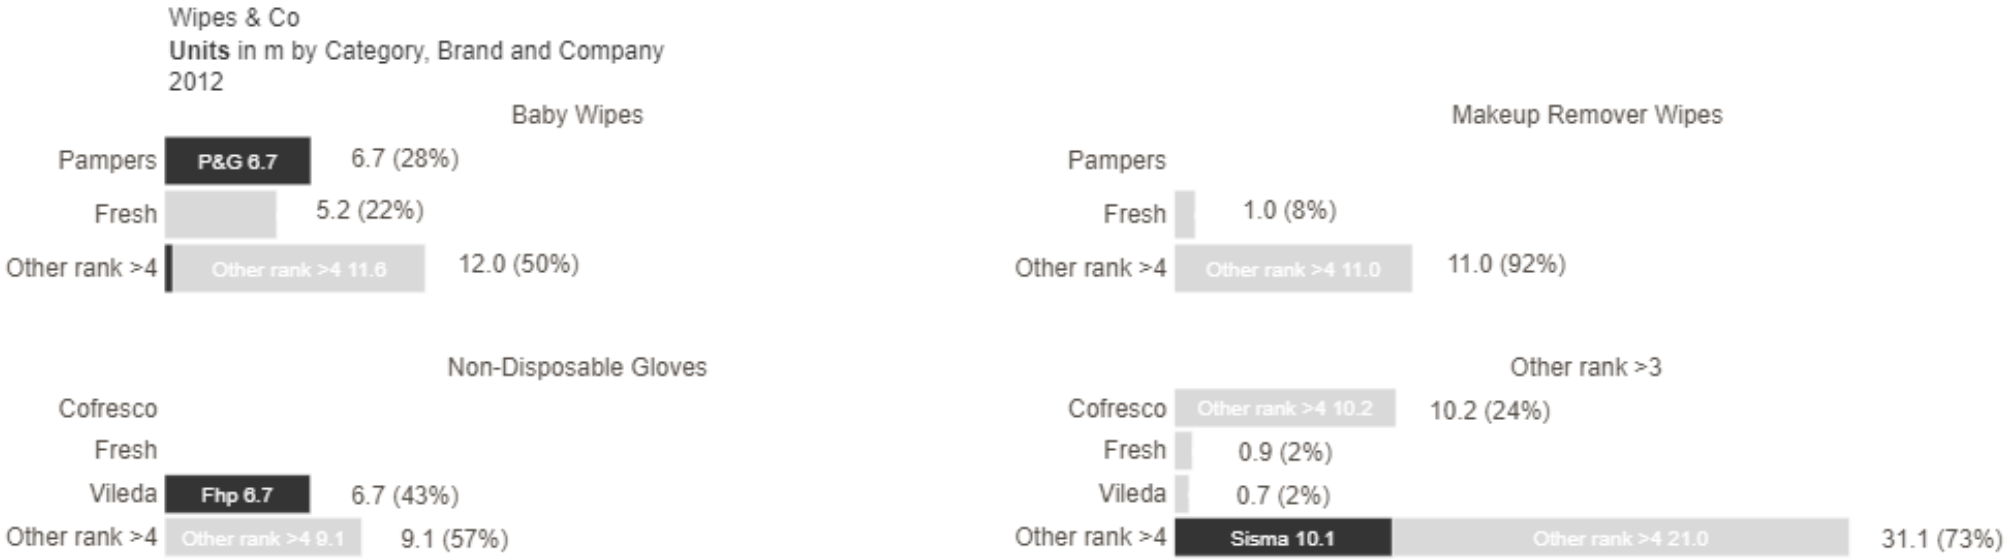 Wipes & Co
Units in m by Category, Brand and Company
2012
Baby Wipes
Pampers P&G 6.7 6.7 (28%)
Fresh 5.2 (22%)
Other rank >4 Other rank >4 11.6 12.0 (50%)
Makeup Remover Wipes
Pampers
Fresh 1.0 (8%)
Other rank >4 Other rank >4 11.0 11.0 (92%)
Non-Disposable Gloves
Cofresco
Fresh
Vileda Fhp 6.7 6.7 (43%)
Other rank >4 Other rank >4 9.1 9.1 (57%)
Other rank >3
Cofresco Other rank >4 10.2 10.2 (24%)
Fresh 0.9 (2%)
Vileda 0.7 (2%)
Other rank >4 Sisma 10.1 Other rank >4 21.0 31.1 (73%)